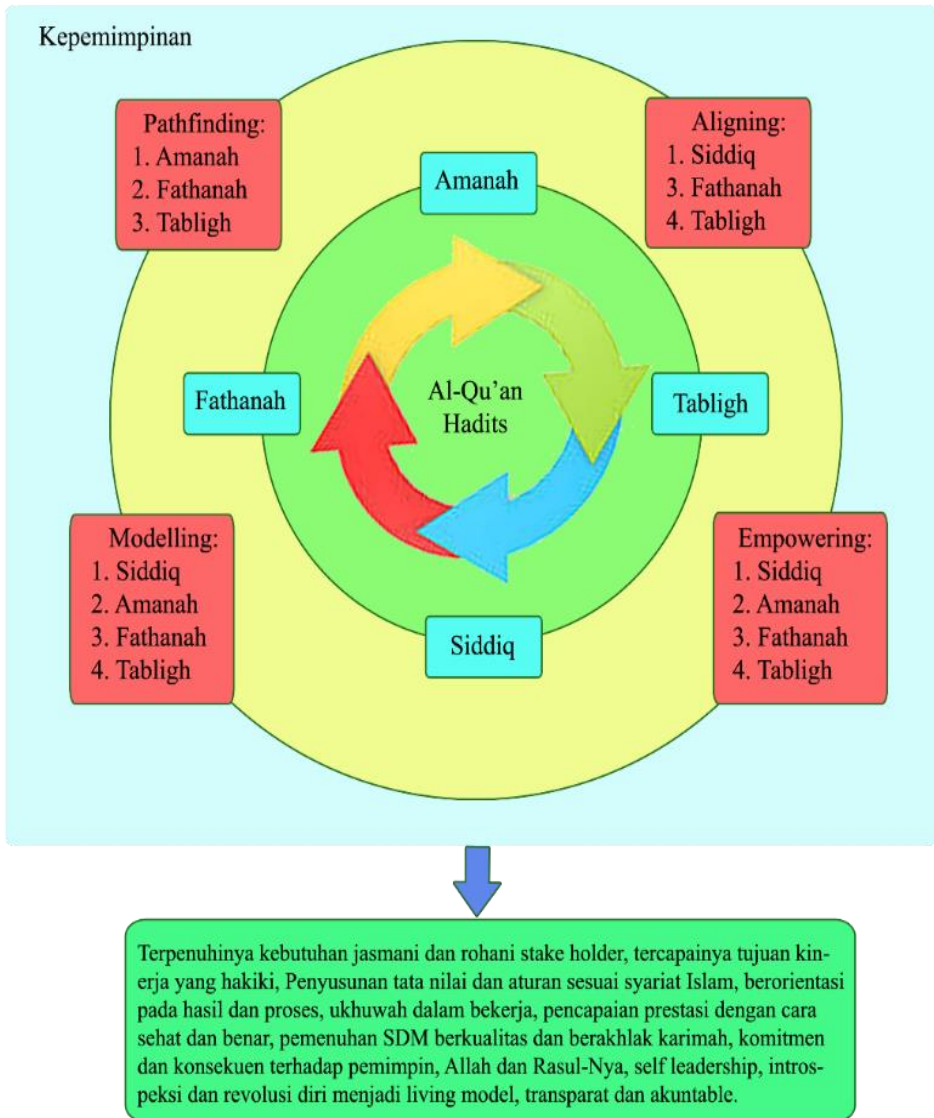 Kepemimpinan
Pathfinding:
1. Amanah
2. Fathanah
3. Tabligh
Aligning:
1. Siddiq
3. Fathanah
4. Tabligh
Amanah
Fathanah
Al-Qu'an
Hadits
Tabligh
Modelling:
1. Siddiq
2. Amanah
3. Fathanah
4. Tabligh
Empowering:
1. Siddiq
2. Amanah
3. Fathanah
4. Tabligh
Siddiq
Terpenuhinya kebutuhan jasmani dan rohani stake holder, tercapainya tujuan kin-
erja yang hakiki, Penyusunan tata nilai dan aturan sesuai syariat Islam, berorientasi
pada hasil dan proses, ukhuwah dalam bekerja, pencapaian prestasi dengan cara
sehat dan benar, pemenuhan SDM berkualitas dan berakhlak karimah, komitmen
dan konsekuen terhadap pemimpin, Allah dan Rasul-Nya, self leadership, intros-
peksi dan revolusi diri menjadi living model, transparat dan akuntable.